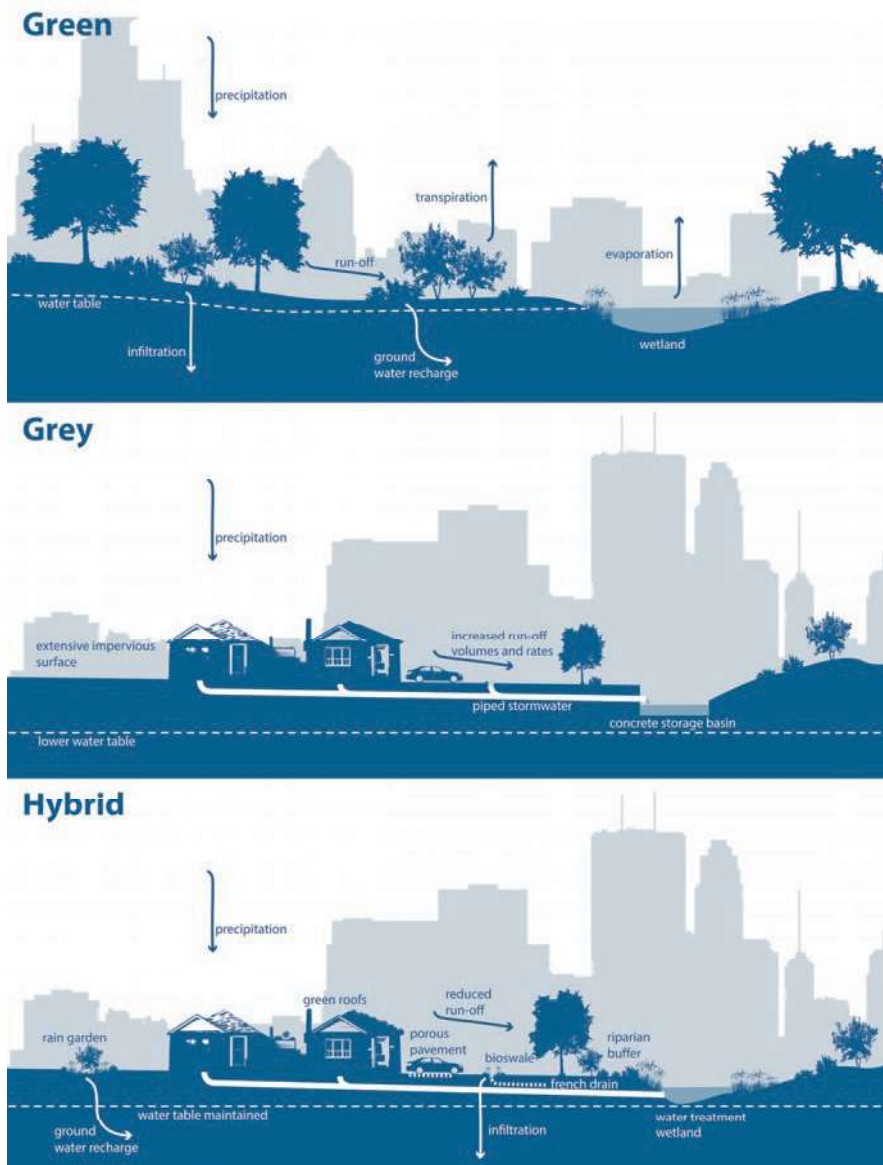 Green
precipitation
transpiration
evaporation
run-off
water table
infiltration
ground
water recharge
wetland
Grey
precipitation
extensive impervious
surface
increased run-off
volumes and rates
piped stormwater
concrete storage basin
lower water table
Hybrid
precipitation
green roofs
reduced
run-off
rain garden
porous
pavement
bioswale
riparian
buffer
french drain
water table maintained
water treatment
wetland
ground
water recharge
infiltration